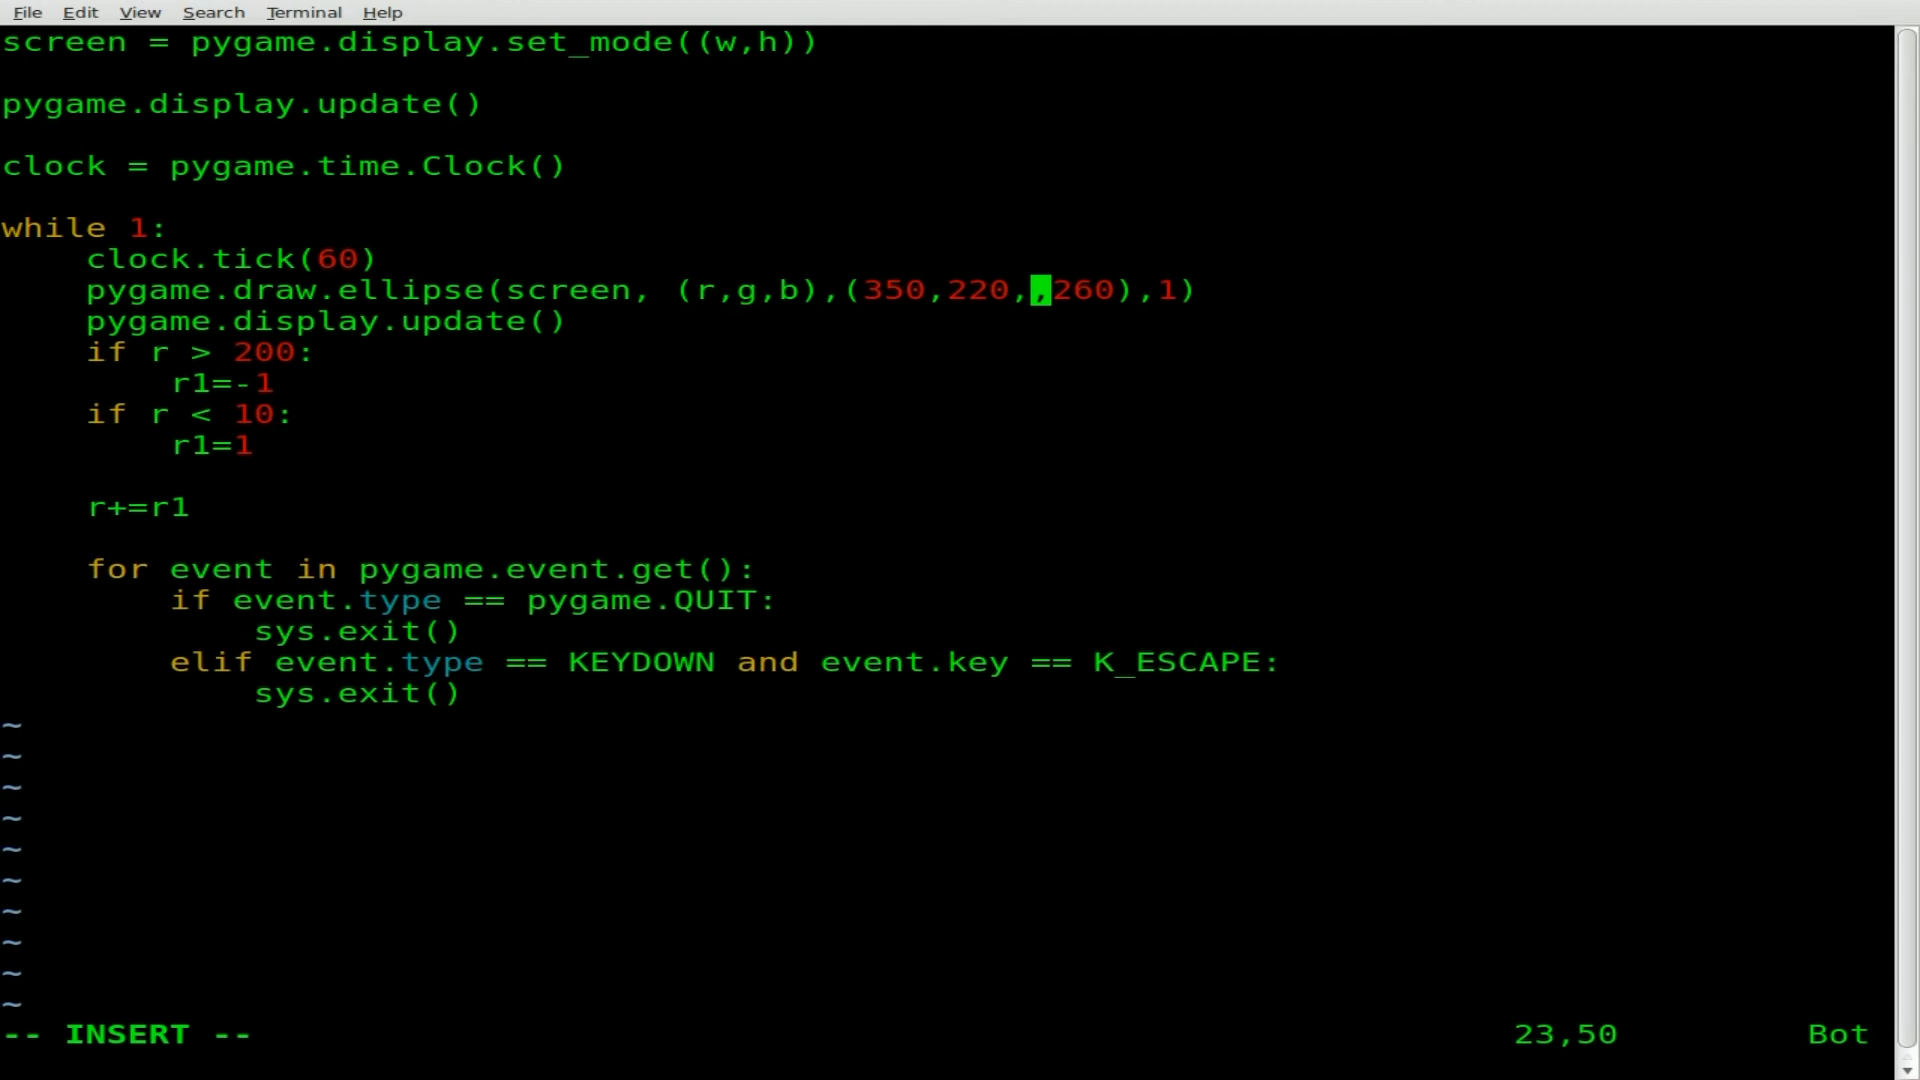 File Edit View Search Terminal Help
screen = pygame.display.set_mode((w,h))
pygame.display.update()
clock = pygame.time.Clock()
while 1:
    clock.tick(60)
    pygame.draw.ellipse(screen, (r,g,b),(350,220,,260),1)
    pygame.display.update()
    if r > 200:
        r1=-1
    if r < 10:
        r1=1
    r+=r1
    for event in pygame.event.get():
        if event.type == pygame.QUIT:
            sys.exit()
        elif event.type == KEYDOWN and event.key == K_ESCAPE:
            sys.exit()
~
~
~
~
~
~
~
~
~
~
-- INSERT -- 23,50 Bot